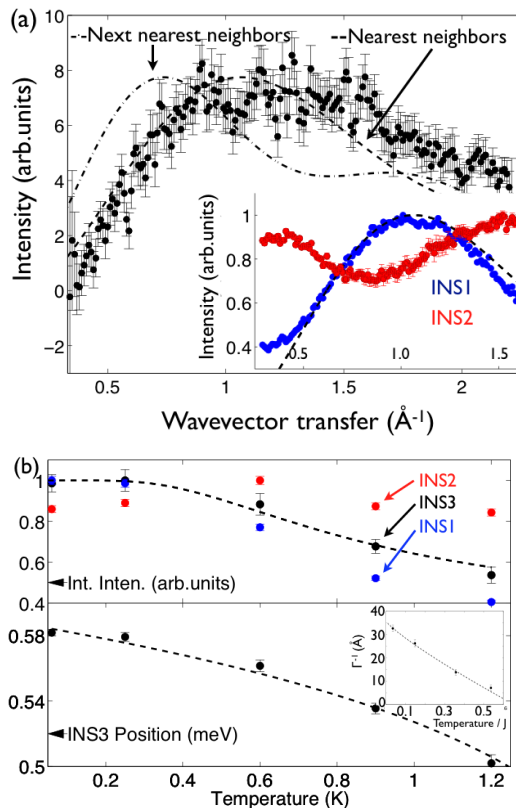 (a)
10
Next nearest neighbors
Nearest neighbors
8
6
4
2
0
−2
Intensity (arb.units)
1
0.8
0.6
0.4
Intensity (arb.units)
INS1
INS2
0.5
1.0
1.5
0.5
1
1.5
2
Wavevector transfer (Å⁻¹)
(b)
1
0.8
0.6
0.4
INS2
INS3
INS1
Int. Inten. (arb.units)
0.58
0.54
0.5
INS3 Position (meV)
40
30
20
10
0
Γ⁻¹ (Å)
0.1
0.3
0.5
Temperature / J
0.2
0.4
0.6
0.8
1
1.2
Temperature (K)